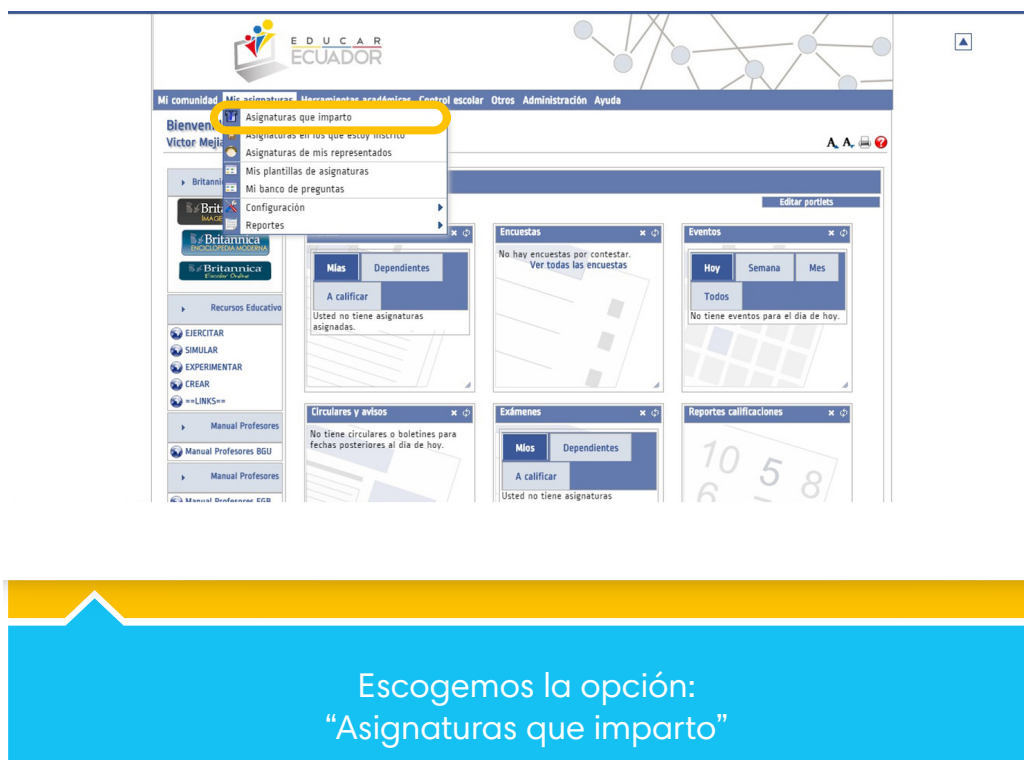 EDUCAR
ECUADOR
Mi comunidad Mis asignaturas Herramientas académicas Control escolar Otros Administración Ayuda
Asignaturas que imparto
Asignaturas en los que estoy inscrito
Asignaturas de mis representados
Mis plantillas de asignaturas
Mi banco de preguntas
Configuración
Reportes
Victor
A A
Editar portlets
Britannica
ENCICLOPEDIA MODERNA
Britannica
Escolar Online
Recursos Educativo
EJERCITAR
SIMULAR
EXPERIMENTAR
CREAR
==LINKS==
Manual Profesores
Manual Profesores BGU
Manual Profesores
Manual Profesores EGB
Mías Dependientes
A calificar
Usted no tiene asignaturas
asignadas.
Encuestas
No hay encuestas por contestar.
Ver todas las encuestas
Eventos
Hoy Semana Mes
Todos
No tiene eventos para el día de hoy.
Circulares y avisos
No tiene circulares o boletines para
fechas posteriores al día de hoy.
Exámenes
Míos Dependientes
A calificar
Usted no tiene asignaturas
Reportes calificaciones
10 5 8
6
Escogemos la opción:
“Asignaturas que imparto”